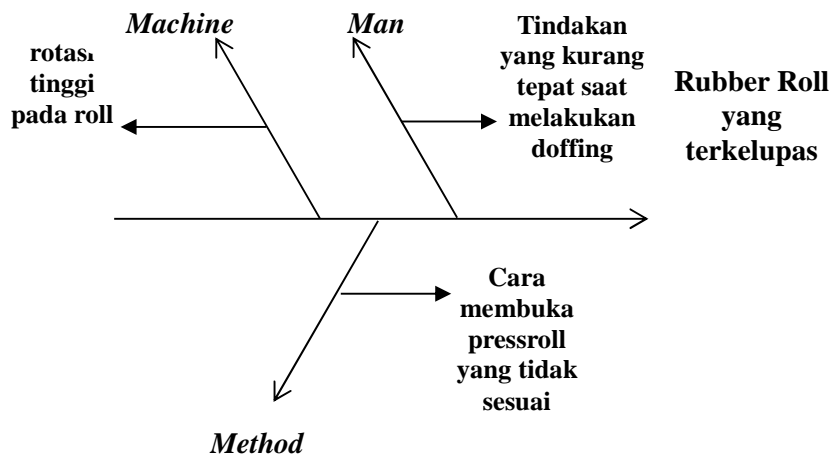 Machine
Man
rotasi
tinggi
pada roll
Tindakan
yang kurang
tepat saat
melakukan
doffing
Rubber Roll
yang
terkelupas
Cara
membuka
pressroll
yang tidak
sesuai
Method